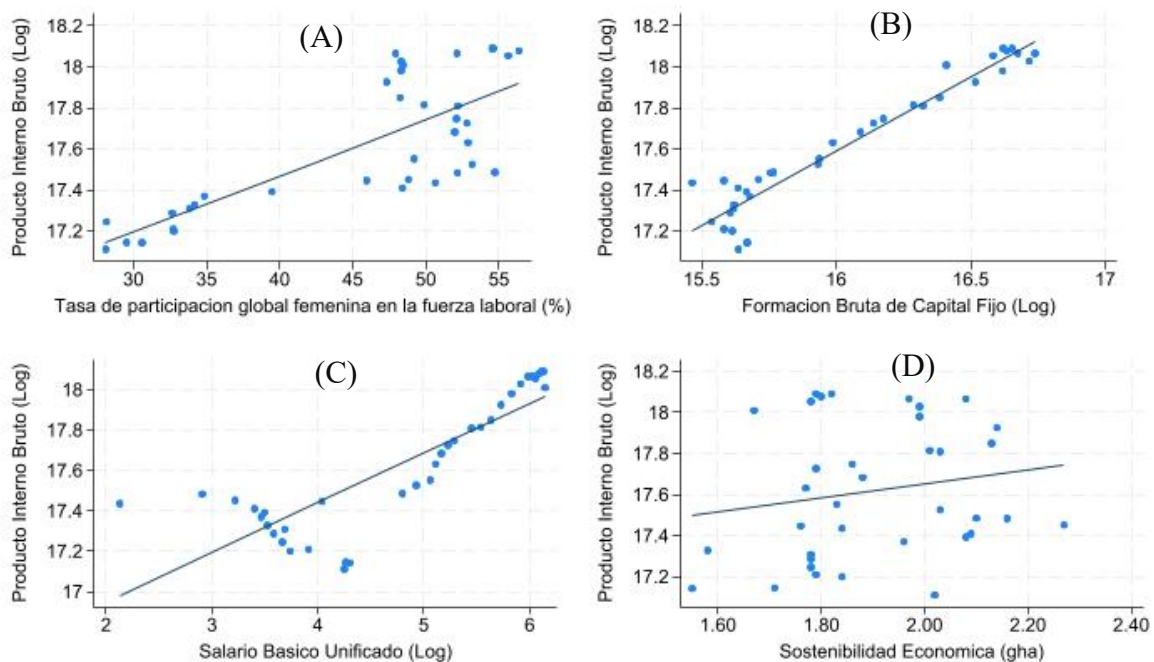 (A)
Producto Interno Bruto (Log)
18.2
18
17.8
17.6
17.4
17.2
30 35 40 45 50 55
Tasa de participacion global femenina en la fuerza laboral (%)
(B)
Producto Interno Bruto (Log)
18.2
18
17.8
17.6
17.4
17.2
15.5 16 16.5 17
Formacion Bruta de Capital Fijo (Log)
(C)
Producto Interno Bruto (Log)
18
17.8
17.6
17.4
17.2
17
2 3 4 5 6
Salario Basico Unificado (Log)
(D)
Producto Interno Bruto (Log)
18.2
18
17.8
17.6
17.4
17.2
1.60 1.80 2.00 2.20 2.40
Sostenibilidad Economica (gha)